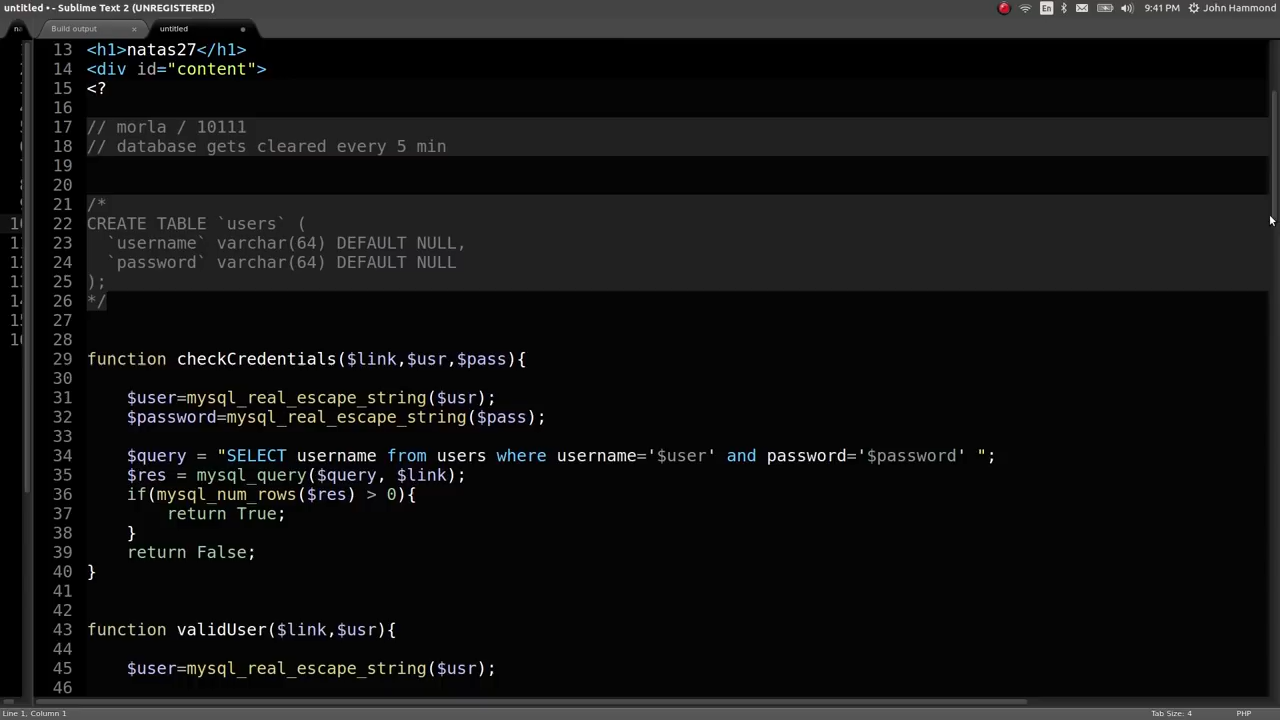 untitled • - Sublime Text 2 (UNREGISTERED)
En
9:41 PM
John Hammond
na
Build output
×
untitled
13 <h1>natas27</h1>
14 <div id="content">
15 <?
16
17 // morla / 10111
18 // database gets cleared every 5 min
19
20
21 /*
22 CREATE TABLE `users` (
23   `username` varchar(64) DEFAULT NULL,
24   `password` varchar(64) DEFAULT NULL
25 );
26 */
27
28
29 function checkCredentials($link,$usr,$pass){
30
31     $user=mysql_real_escape_string($usr);
32     $password=mysql_real_escape_string($pass);
33
34     $query = "SELECT username from users where username='$user' and password='$password' ";
35     $res = mysql_query($query, $link);
36     if(mysql_num_rows($res) > 0){
37         return True;
38     }
39     return False;
40 }
41
42
43 function validUser($link,$usr){
44
45     $user=mysql_real_escape_string($usr);
46
Line 1, Column 1
Tab Size: 4
PHP